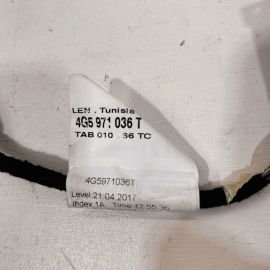 Tunisia
4G5 971 036 T
TAB 010 36 TC
4G5971036T
Level 21.04.2017
Index 1A Time:12:55:36